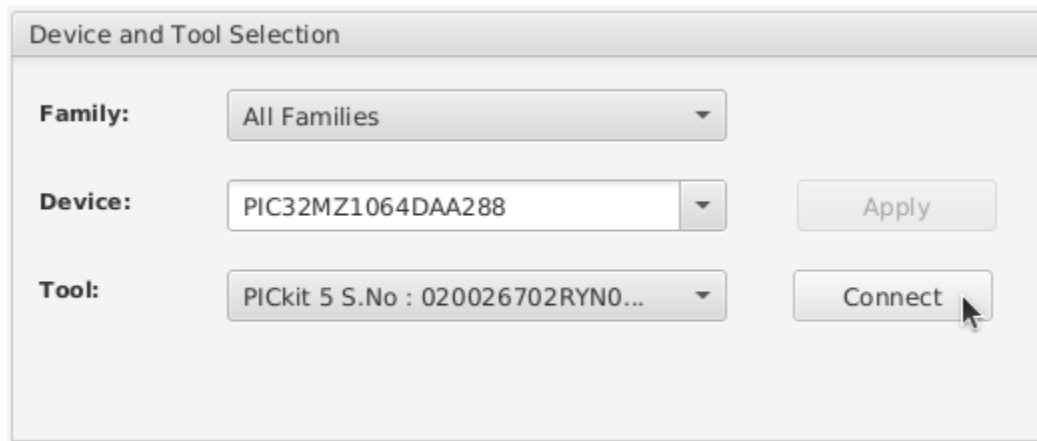 Device and Tool Selection
Family: All Families
Device: PIC32MZ1064DAA288 Apply
Tool: PICkit 5 S.No : 020026702RYN0... Connect